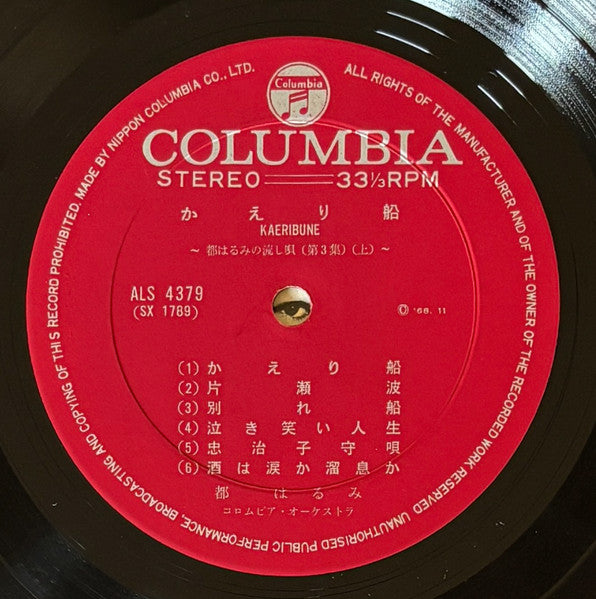 Columbia
COLUMBIA
STEREO 33⅓RPM
かえり船
KAERIBUNE
～都はるみの流し唄(第3集)(上)～
ALS 4379
(SX 1789)
Ⓟ '68. 11
(1)かえり船
(2)片瀬波
(3)別れ船
(4)泣き笑い人生
(5)忠治子守唄
(6)酒は涙か溜息か
都はるみ
コロムビア・オーケストラ
MADE BY NIPPON COLUMBIA CO., LTD. ALL RIGHTS OF THE MANUFACTURER AND OF THE OWNER OF THE RECORDED WORK RESERVED UNAUTHORISED PUBLIC PERFORMANCE, BROADCASTING AND COPYING OF THIS RECORD PROHIBITED.